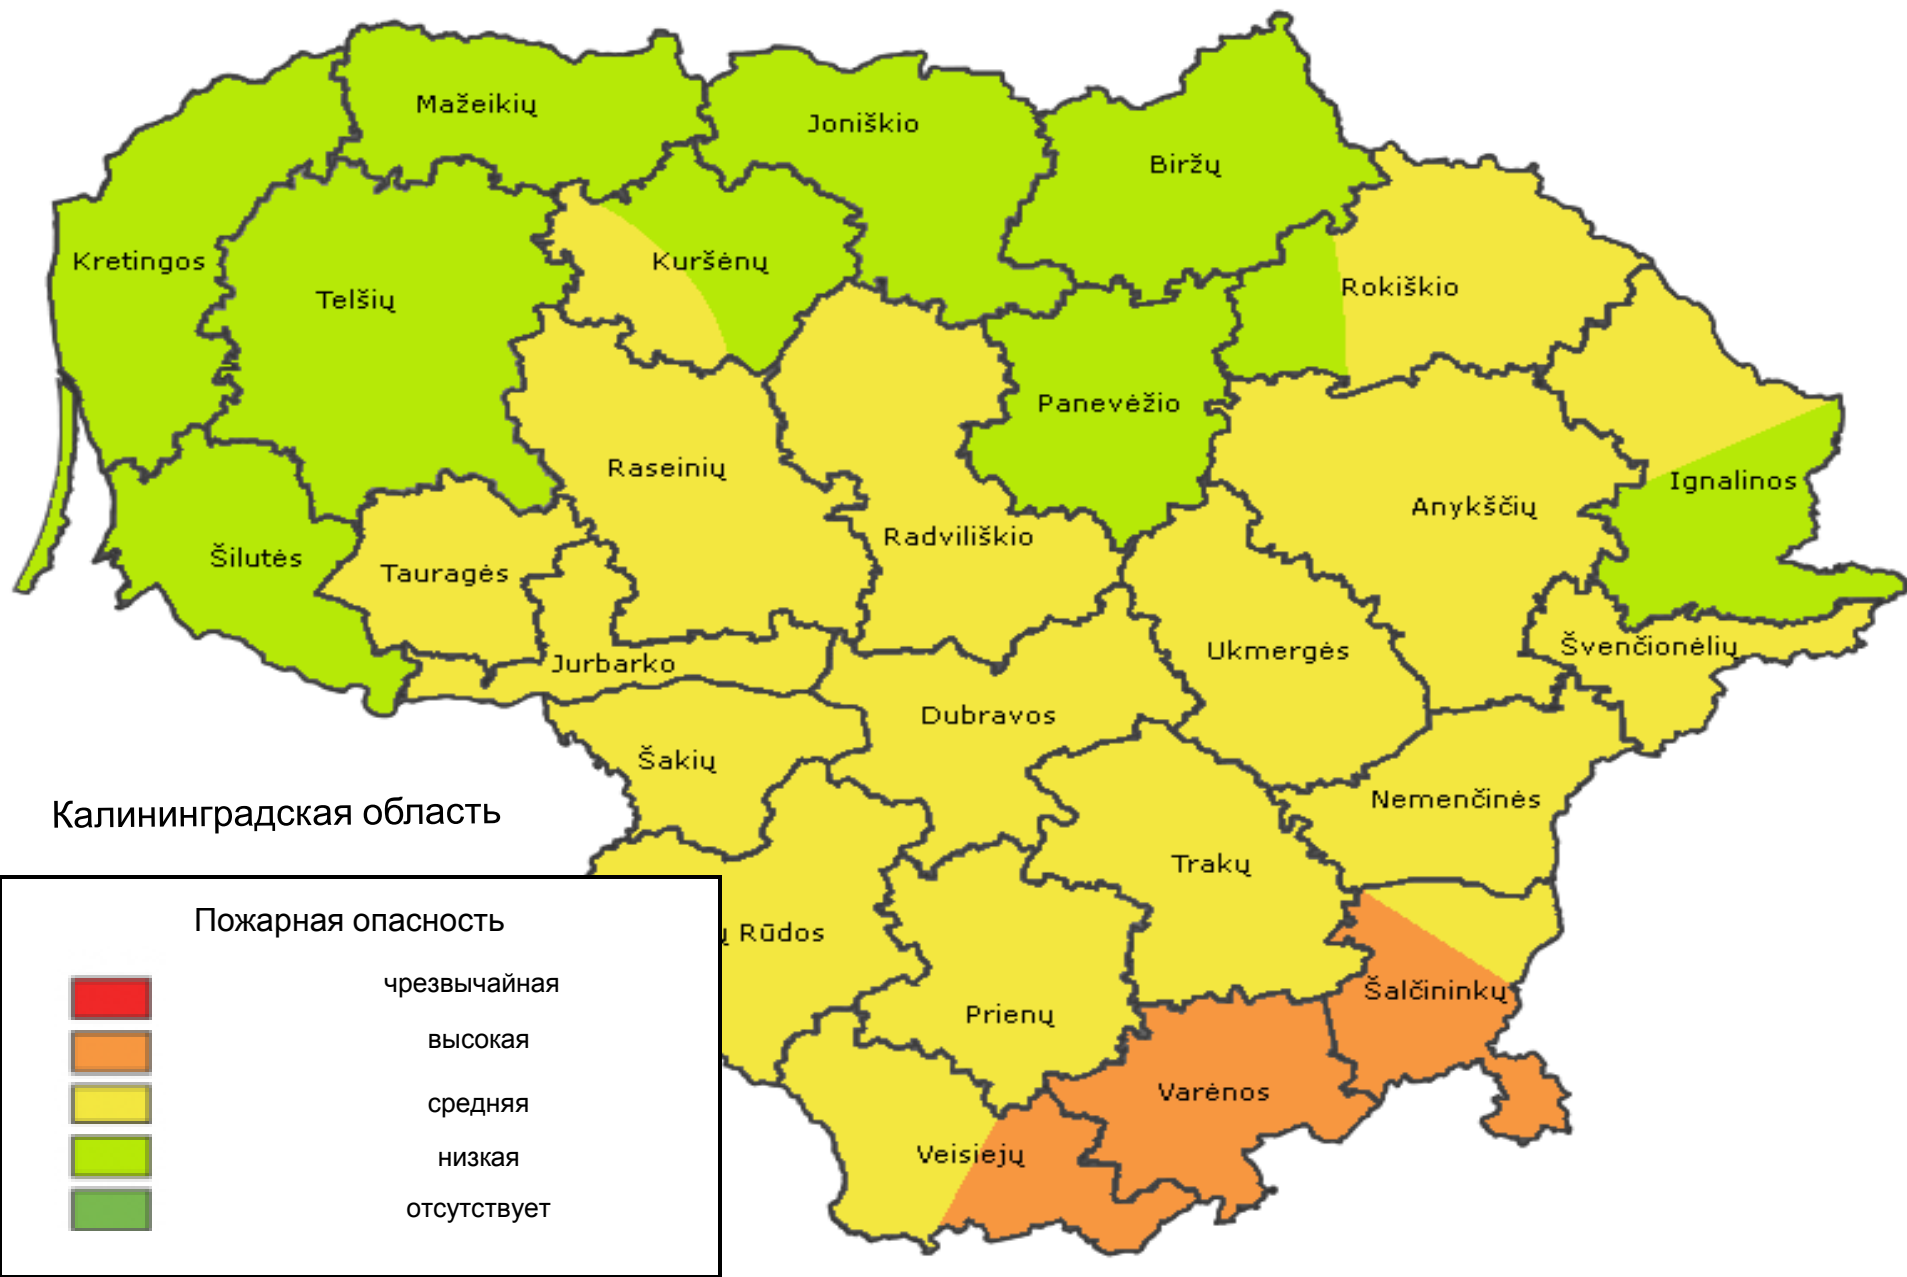 Mažeikių
Joniškio
Biržų
Kretingos
Telšių
Kuršėnų
Rokiškio
Panevėžio
Raseinių
Ignalinos
Anykščių
Radviliškio
Šilutės
Tauragės
Švenčionėlių
Ukmergės
Jurbarko
Dubravos
Šakių
Nemenčinės
Калининградская область
Trakų
ų Rūdos
Šalčininkų
Prienų
Varėnos
Veisiejų
Пожарная опасность
чрезвычайная
высокая
средняя
низкая
отсутствует